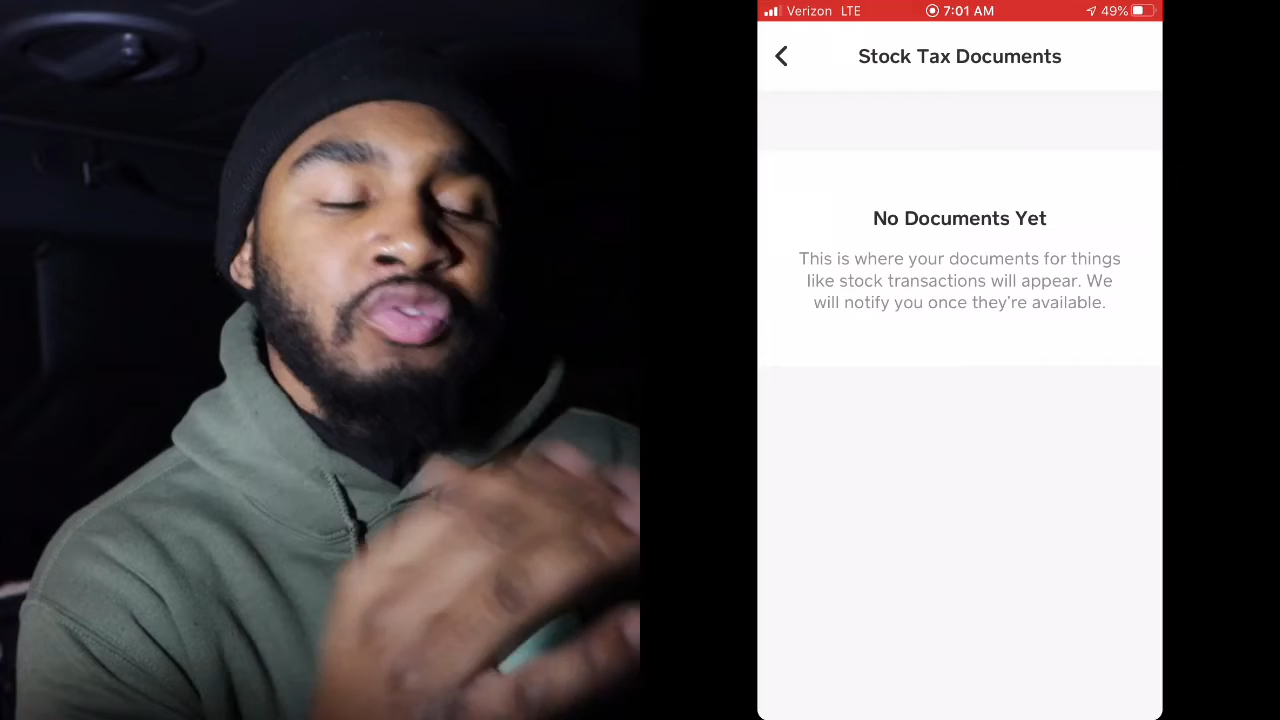 Verizon LTE 7:01 AM 49%
Stock Tax Documents
No Documents Yet
This is where your documents for things
like stock transactions will appear. We
will notify you once they're available.